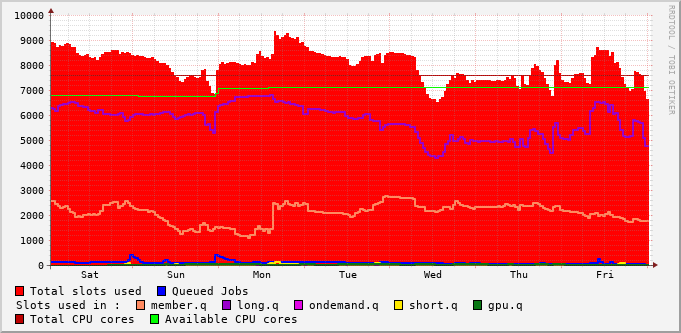 10000
9000
8000
7000
6000
5000
4000
3000
2000
1000
0
Sat Sun Mon Tue Wed Thu Fri
Total slots used Queued Jobs
Slots used in : member.q long.q ondemand.q short.q gpu.q
Total CPU cores Available CPU cores
RRDTOOL / TOBI OETIKER